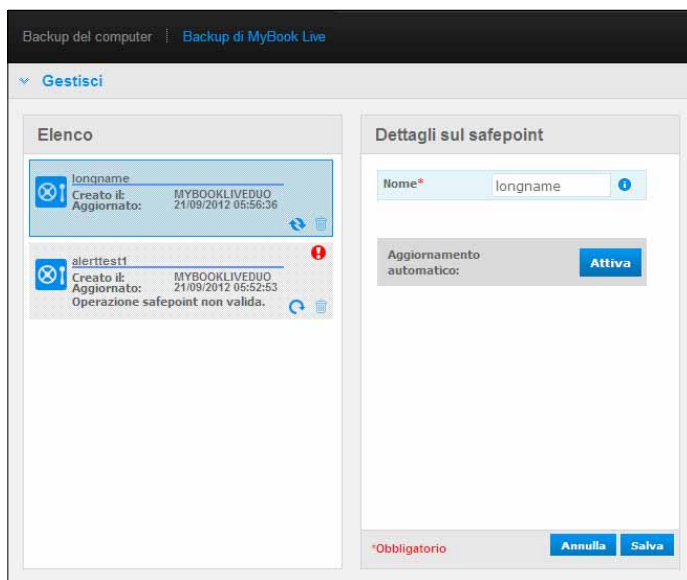 Backup del computer
Backup di MyBook Live
Gestisci
Elenco
longname
Creato il: MYBOOKLIVEDUO
Aggiornato: 21/09/2012 05:56:36
alerttest1
Creato il: MYBOOKLIVEDUO
Aggiornato: 21/09/2012 05:52:53
Operazione safepoint non valida.
Dettagli sul safepoint
Nome* longname
Aggiornamento
automatico:
Attiva
*Obbligatorio
Annulla
Salva